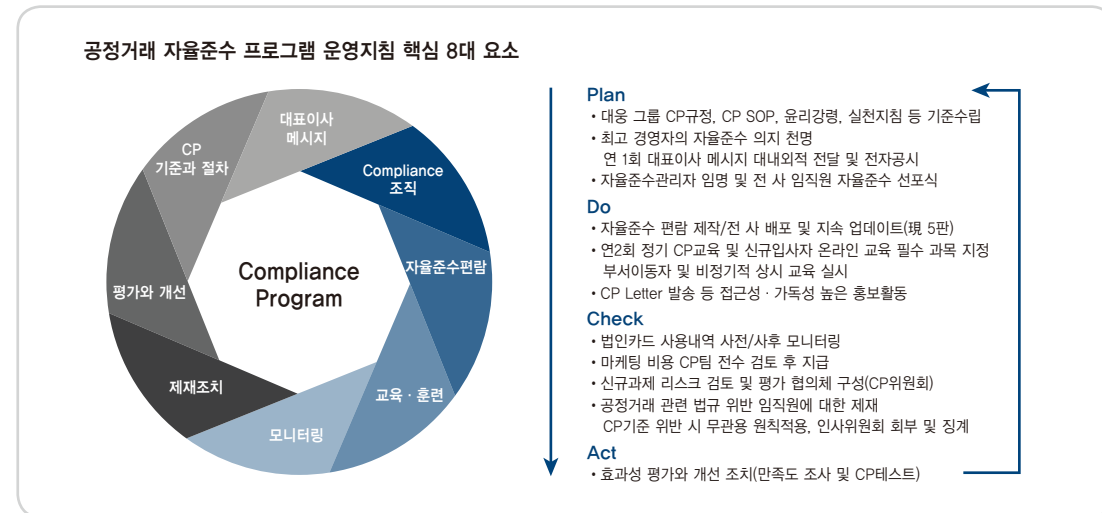 공정거래 자율준수 프로그램 운영지침 핵심 8대 요소
대표이사
메시지
Compliance
조직
자율준수편람
교육 · 훈련
모니터링
제재조치
평가와 개선
CP
기준과 절차
Compliance
Program
Plan
• 대웅 그룹 CP규정, CP SOP, 윤리강령, 실천지침 등 기준수립
• 최고 경영자의 자율준수 의지 천명
연 1회 대표이사 메시지 대내외적 전달 및 전자공시
• 자율준수관리자 임명 및 전 사 임직원 자율준수 선포식
Do
• 자율준수 편람 제작/전 사 배포 및 지속 업데이트(現 5판)
• 연2회 정기 CP교육 및 신규입사자 온라인 교육 필수 과목 지정
부서이동자 및 비정기적 상시 교육 실시
• CP Letter 발송 등 접근성 · 가독성 높은 홍보활동
Check
• 법인카드 사용내역 사전/사후 모니터링
• 마케팅 비용 CP팀 전수 검토 후 지급
• 신규과제 리스크 검토 및 평가 협의체 구성(CP위원회)
• 공정거래 관련 법규 위반 임직원에 대한 제재
CP기준 위반 시 무관용 원칙적용, 인사위원회 회부 및 징계
Act
• 효과성 평가와 개선 조치(만족도 조사 및 CP테스트)